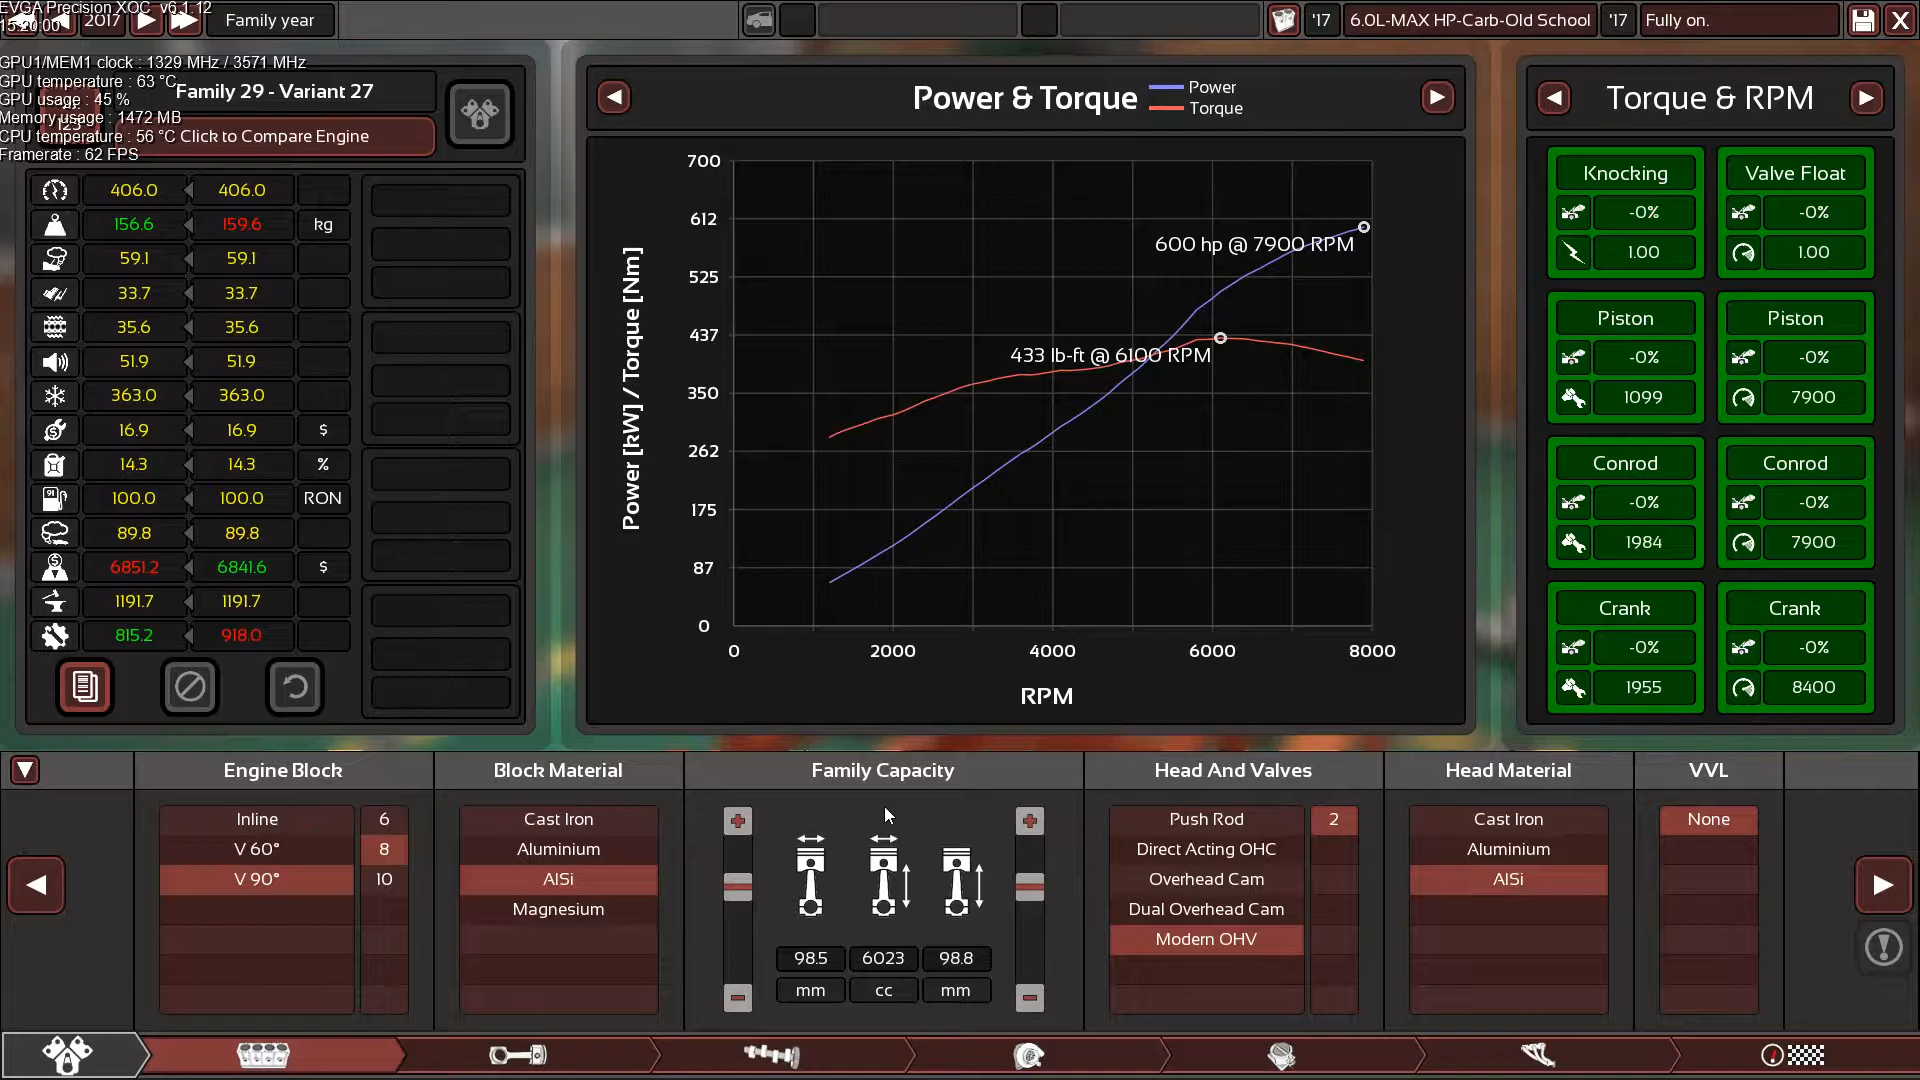 EVGA Precision XOC v6.1.12
15:20:00
2017
Family year
'17
6.0L-MAX HP-Carb-Old School
'17
Fully on.
GPU1/MEM1 clock : 1329 MHz / 3571 MHz
GPU temperature : 63 °C
GPU usage : 45 %
Memory usage : 1472 MB
CPU temperature : 56 °C
Framerate : 62 FPS
Family 29 - Variant 27
123
Click to Compare Engine
406.0 406.0
156.6 159.6 kg
59.1 59.1
33.7 33.7
35.6 35.6
51.9 51.9
363.0 363.0
16.9 16.9 $
14.3 14.3 %
91
100.0 100.0 RON
89.8 89.8
6851.2 6841.6 $
1191.7 1191.7
815.2 918.0
Power & Torque
Power
Torque
Power [kW] / Torque [Nm]
700
612
525
437
350
262
175
87
0
0 2000 4000 6000 8000
RPM
600 hp @ 7900 RPM
433 lb-ft @ 6100 RPM
Torque & RPM
Knocking
-0%
1.00
Valve Float
-0%
1.00
Piston
-0%
1099
Piston
-0%
7900
Conrod
-0%
1984
Conrod
-0%
7900
Crank
-0%
1955
Crank
-0%
8400
Engine Block
Inline
V 60°
V 90°
6
8
10
Block Material
Cast Iron
Aluminium
AlSi
Magnesium
Family Capacity
98.5 6023 98.8
mm cc mm
Head And Valves
Push Rod
Direct Acting OHC
Overhead Cam
Dual Overhead Cam
Modern OHV
2
Head Material
Cast Iron
Aluminium
AlSi
VVL
None